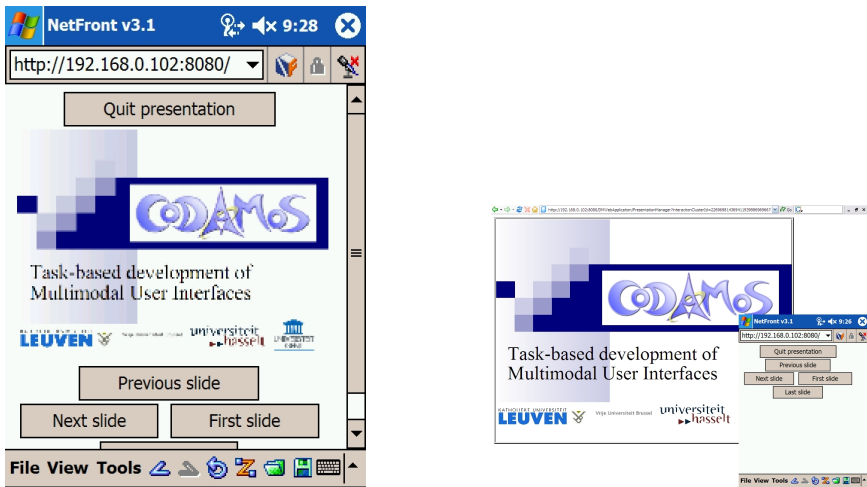 NetFront v3.1
9:28
http://192.168.0.102:8080/
Quit presentation
CoDAMoS
Task-based development of
Multimodal User Interfaces
LEUVEN
universiteit
hasselt
Previous slide
Next slide
First slide
File View Tools
CoDAMoS
Task-based development of
Multimodal User Interfaces
KATHOLIEKE UNIVERSITEIT
LEUVEN
Vrije Universiteit Brussel
universiteit
hasselt
NetFront v3.1
9:26
http://192.168.0.102:8080/
Quit presentation
Previous slide
Next slide
First slide
Last slide
File View Tools